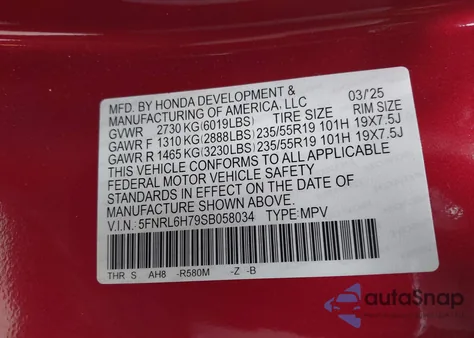 MFD. BY HONDA DEVELOPMENT & 03/'25
MANUFACTURING OF AMERICA, LLC
GVWR 2730 KG(6019LBS) TIRE SIZE RIM SIZE
GAWR F 1310 KG(2888LBS) 235/55R19 101H 19X7.5J
GAWR R 1465 KG(3230LBS) 235/55R19 101H 19X7.5J
THIS VEHICLE CONFORMS TO ALL APPLICABLE
FEDERAL MOTOR VEHICLE SAFETY
STANDARDS IN EFFECT ON THE DATE OF
MANUFACTURE SHOWN ABOVE.
V.I.N.: 5FNRL6H79SB058034 TYPE: MPV
THR S AH8 -R580M -Z -B
autoSnap